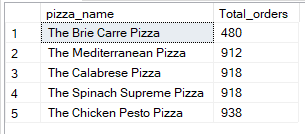 pizza_name Total_orders
1 The Brie Carre Pizza 480
2 The Mediterranean Pizza 912
3 The Calabrese Pizza 918
4 The Spinach Supreme Pizza 918
5 The Chicken Pesto Pizza 938